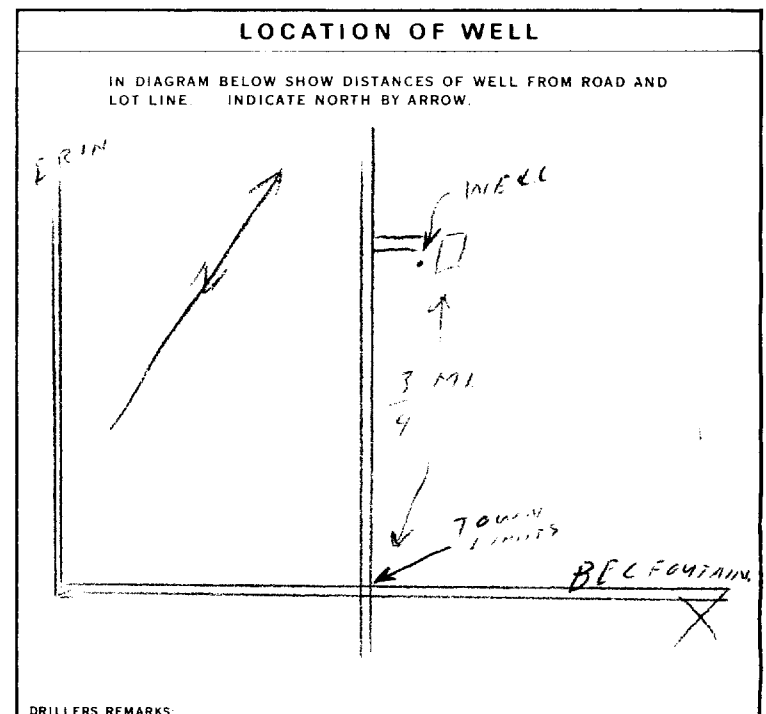 LOCATION OF WELL
IN DIAGRAM BELOW SHOW DISTANCES OF WELL FROM ROAD AND
LOT LINE. INDICATE NORTH BY ARROW.
ERIN
WELL
N
3/4 MI
TOWN
LIMITS
BELFOUNTAIN
DRILLERS REMARKS: